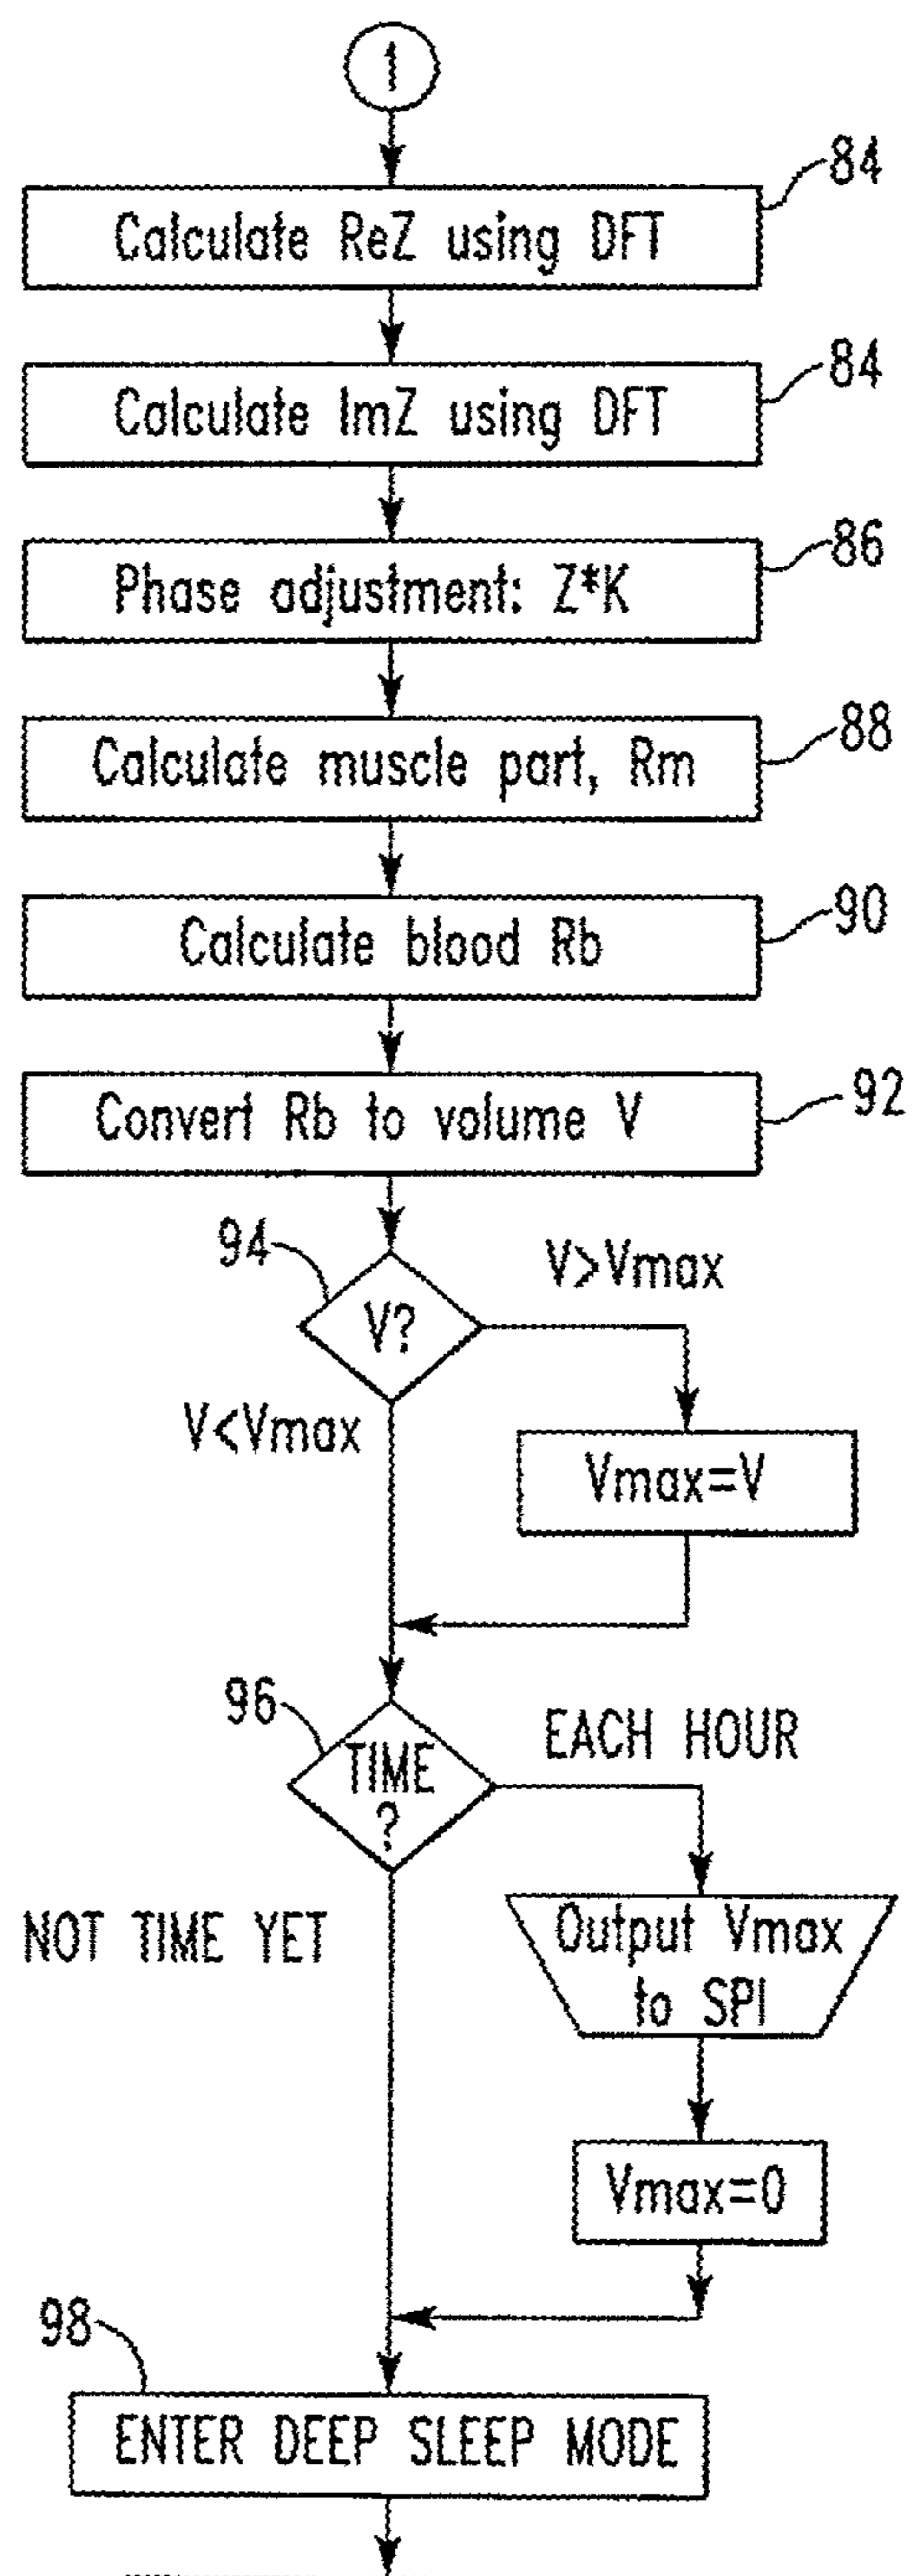 1
84
Calculate ReZ using DFT
84
Calculate ImZ using DFT
86
Phase adjustment: Z*K
88
Calculate muscle part, Rm
90
Calculate blood Rb
92
Convert Rb to volume V
94
V>Vmax
V?
V<Vmax
Vmax=V
96
EACH HOUR
TIME
?
NOT TIME YET
Output Vmax
to SPI
Vmax=0
98
ENTER DEEP SLEEP MODE